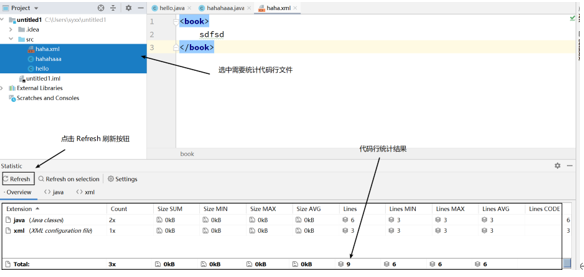 Project
hello.java
hahahaaa.java
haha.xml
untitled1 C:\Users\syxs\untitled1
.idea
src
haha.xml
hahahaaa
hello
untitled1.iml
External Libraries
Scratches and Consoles
1 <book>
2 sdfsd
3 </book>
选中需要统计代码行文件
点击 Refresh 刷新按钮
代码行统计结果
book
Statistic
Refresh
Refresh on selection
Settings
Overview
java
xml
Extension Count Size SUM Size MIN Size MAX Size AVG Lines Lines MIN Lines MAX Lines AVG Lines CODE
java (Java classes) 2x 0kB 0kB 0kB 0kB 6 3 3 3 6
xml (XML configuration file) 1x 0kB 0kB 0kB 0kB 3 3 3 3 3
Total: 3x 0kB 0kB 0kB 0kB 9 6 6 6